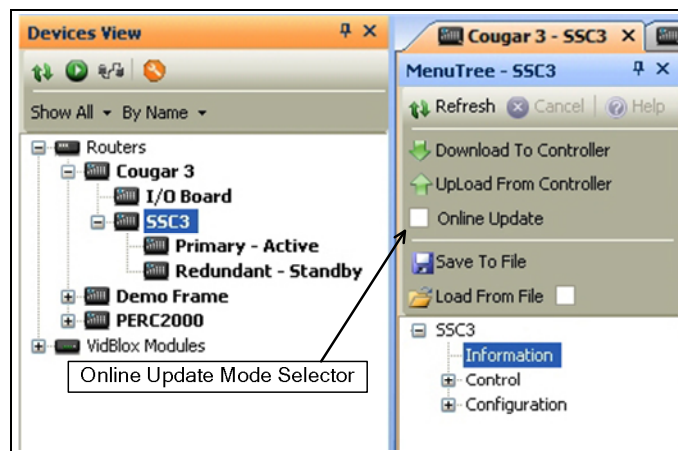 Devices View
Show All By Name
Routers
Cougar 3
I/O Board
SSC3
Primary - Active
Redundant - Standby
Demo Frame
PERC2000
VidBlox Modules
Online Update Mode Selector
Cougar 3 - SSC3
MenuTree - SSC3
Refresh Cancel Help
Download To Controller
UpLoad From Controller
Online Update
Save To File
Load From File
SSC3
Information
Control
Configuration